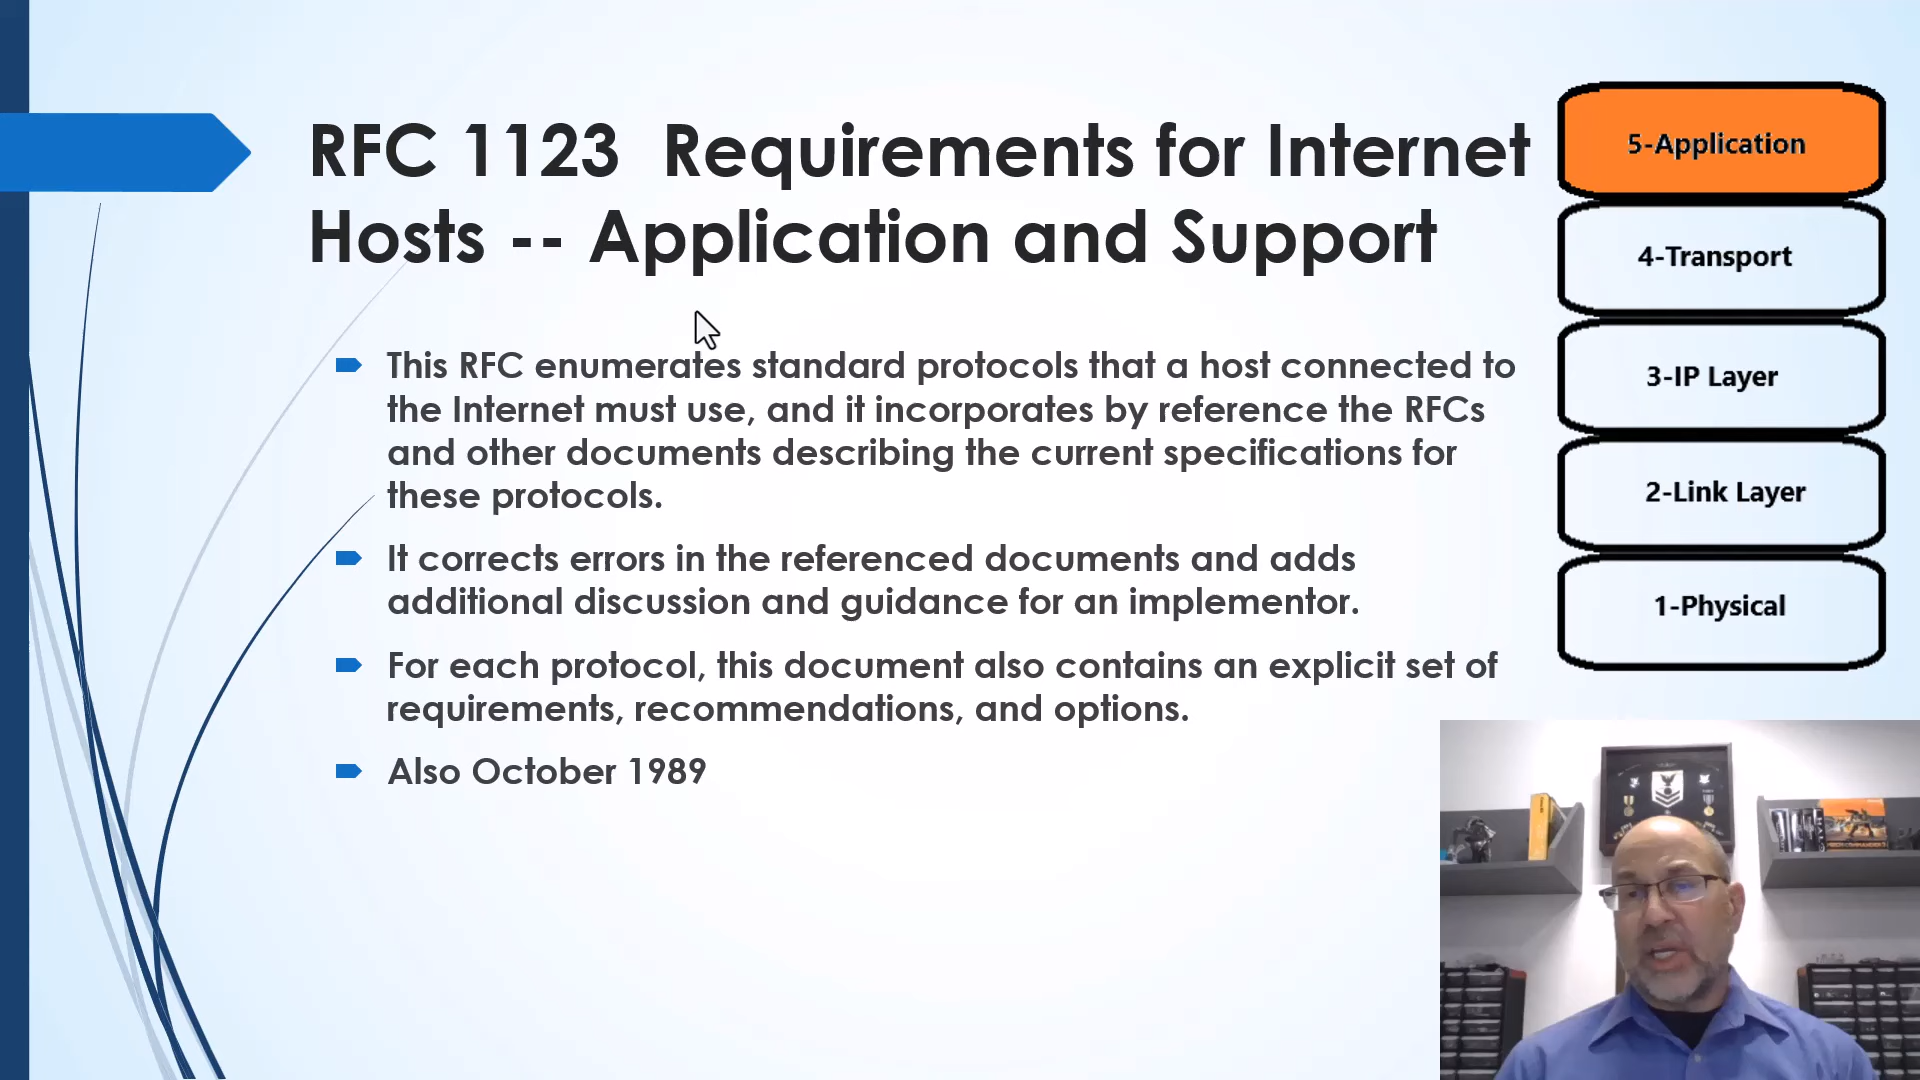 RFC 1123  Requirements for Internet
Hosts -- Application and Support
This RFC enumerates standard protocols that a host connected to
the Internet must use, and it incorporates by reference the RFCs
and other documents describing the current specifications for
these protocols.
It corrects errors in the referenced documents and adds
additional discussion and guidance for an implementor.
For each protocol, this document also contains an explicit set of
requirements, recommendations, and options.
Also October 1989
5-Application
4-Transport
3-IP Layer
2-Link Layer
1-Physical